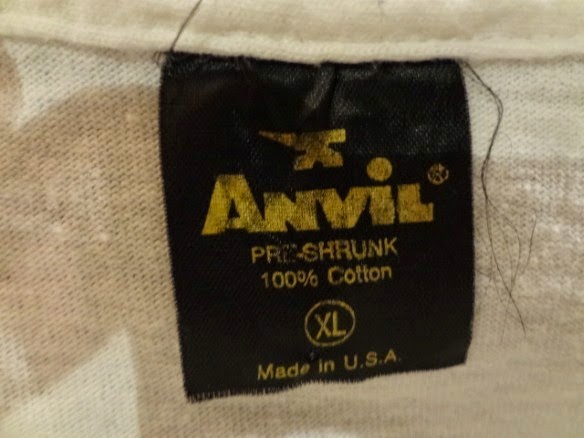 ANVIL®
PRE-SHRUNK
100% Cotton
XL
Made in U.S.A.